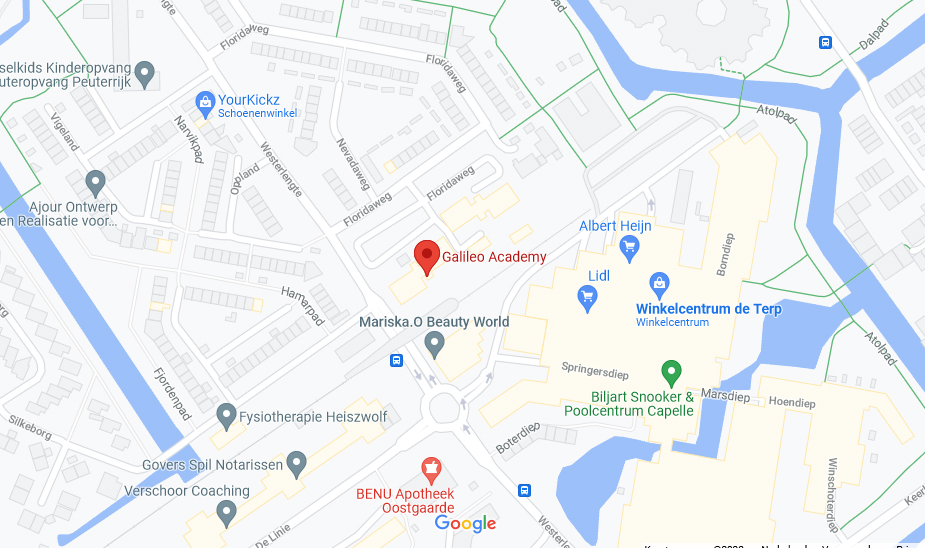 Floridaweg
Dalpad
selkids Kinderopvang
uteropvang Peuterrijk
Floridaweg
YourKickz
Schoenenwinkel
Atolpad
Vigeland
Narvikpad
Westerlengte
Nevadaweg
Oppland
Floridaweg
Floridaweg
Ajour Ontwerp
en Realisatie voor...
Albert Heijn
Borndiep
Galileo Academy
Lidl
Hamarpad
Winkelcentrum de Terp
Winkelcentrum
Mariska.O Beauty World
Atolpad
Fjordenpad
Springersdiep
Marsdiep
Hoendiep
Biljart Snooker &
Poolcentrum Capelle
Silkeborg
Fysiotherapie Heiszwolf
Boterdiep
Govers Spil Notarissen
Verschoor Coaching
BENU Apotheek
Oostgaarde
Winschoterdiep
Google
De Linie